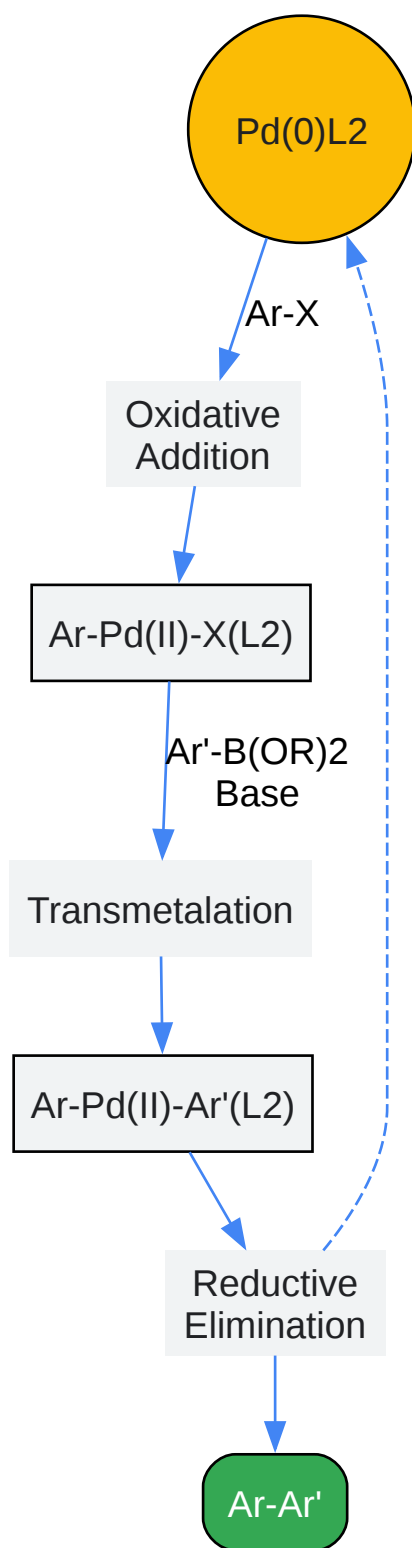 Pd(0)L2
Ar-X
Oxidative
Addition
Ar-Pd(II)-X(L2)
Ar'-B(OR)2
Base
Transmetalation
Ar-Pd(II)-Ar'(L2)
Reductive
Elimination
Ar-Ar'